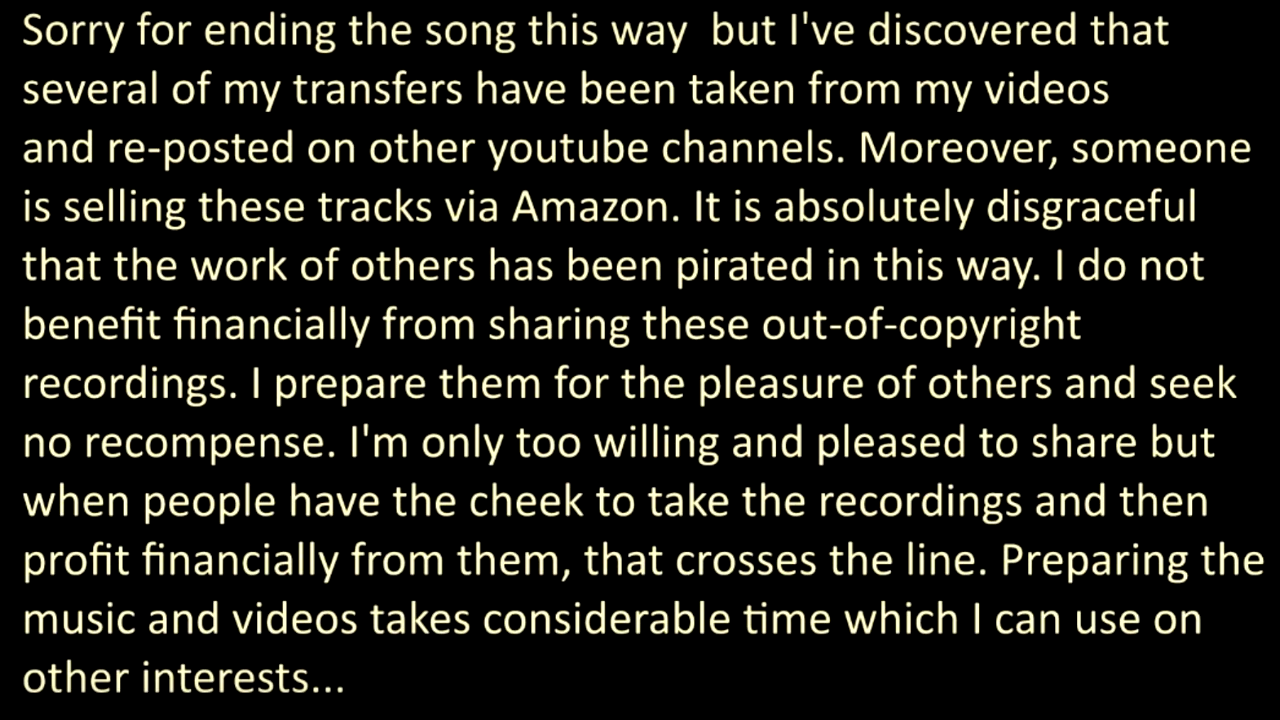 Sorry for ending the song this way  but I've discovered that
several of my transfers have been taken from my videos
and re-posted on other youtube channels. Moreover, someone
is selling these tracks via Amazon. It is absolutely disgraceful
that the work of others has been pirated in this way. I do not
benefit financially from sharing these out-of-copyright
recordings. I prepare them for the pleasure of others and seek
no recompense. I'm only too willing and pleased to share but
when people have the cheek to take the recordings and then
profit financially from them, that crosses the line. Preparing the
music and videos takes considerable time which I can use on
other interests...